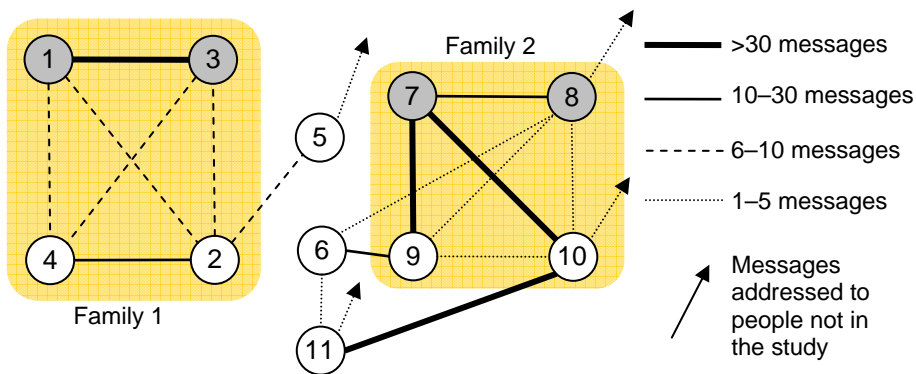 1
3
4
2
Family 1
5
Family 2
7
8
6
9
10
11
>30 messages
10–30 messages
6–10 messages
1–5 messages
Messages
addressed to
people not in
the study